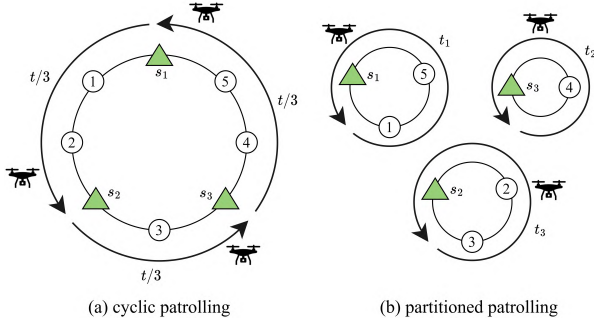 t/3
t/3
t/3
s₁
1
5
2
4
s₂
s₃
3
(a) cyclic patrolling
t₁
s₁
5
1
t₂
s₃
4
s₂
2
3
t₃
(b) partitioned patrolling